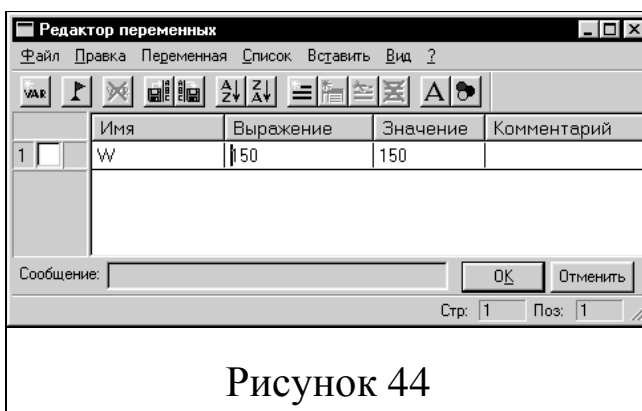 Редактор переменных
Файл Правка Переменная Список Вставить Вид ?
VAR A Z Z A A
Имя Выражение Значение Комментарий
1 W 150 150
Сообщение: OK Отменить
Стр: 1 Поз: 1
Рисунок 44